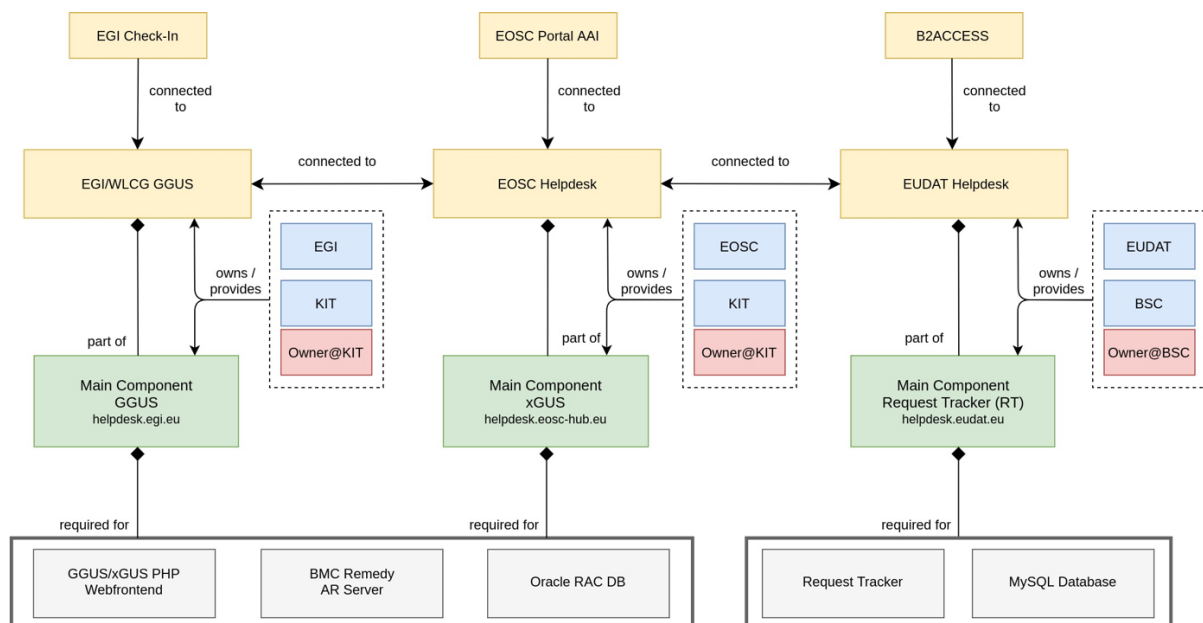 EGI Check-In
EOSC Portal AAI
B2ACCESS
connected
to
connected
to
connected
to
EGI/WLCG GGUS
connected to
EOSC Helpdesk
connected to
EUDAT Helpdesk
EGI
EOSC
EUDAT
owns /
provides
owns /
provides
owns /
provides
KIT
KIT
BSC
part of
part of
part of
Owner@KIT
Owner@KIT
Owner@BSC
Main Component
GGUS
helpdesk.egi.eu
Main Component
xGUS
helpdesk.eosc-hub.eu
Main Component
Request Tracker (RT)
helpdesk.eudat.eu
required for
required for
required for
GGUS/xGUS PHP
Webfrontend
BMC Remedy
AR Server
Oracle RAC DB
Request Tracker
MySQL Database